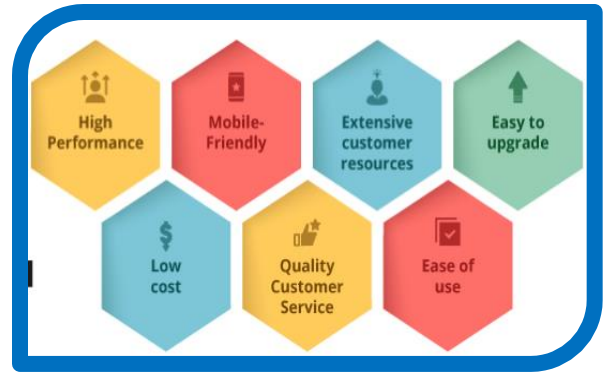 High
Performance
Mobile-
Friendly
Extensive
customer
resources
Easy to
upgrade
Low
cost
Quality
Customer
Service
Ease of
use